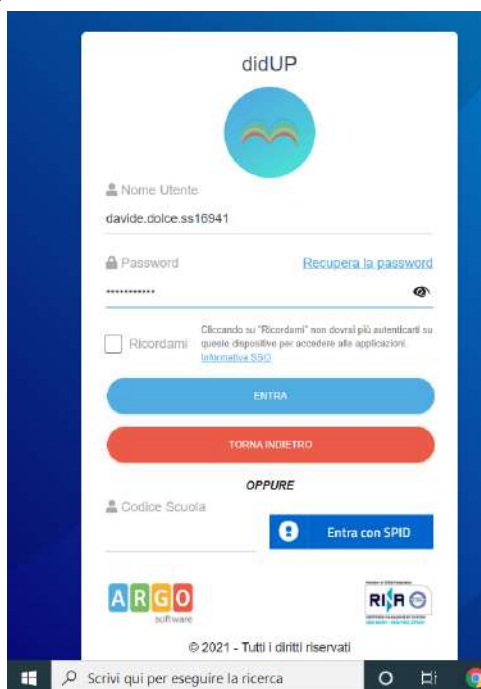 didUP
Nome Utente
davide.dolce.ss16941
Password Recupera la password
•••••••••••
Ricordami
Cliccando su "Ricordami" non dovrai più autenticarti su
questo dispositivo per accedere alle applicazioni.
Informativa SSO
ENTRA
TORNA INDIETRO
OPPURE
Codice Scuola
Entra con SPID
ARGO
software
RINA
© 2021 - Tutti i diritti riservati
Scrivi qui per eseguire la ricerca